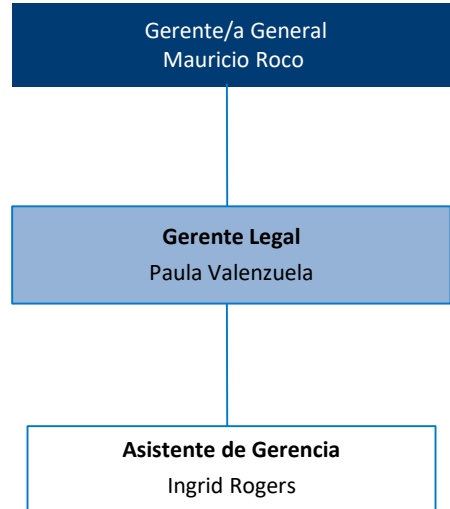 Gerente/a General
Mauricio Roco
Gerente Legal
Paula Valenzuela
Asistente de Gerencia
Ingrid Rogers